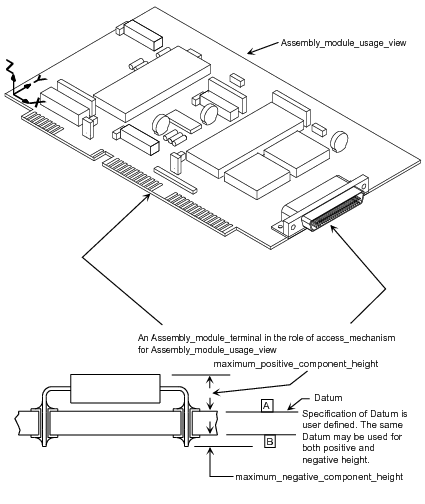 Assembly_module_usage_view
Z
Y
X
An Assembly_module_terminal in the role of access_mechanism
for Assembly_module_usage_view
maximum_positive_component_height
A
Datum
Specification of Datum is
user defined. The same
Datum may be used for
both positive and
negative height.
B
maximum_negative_component_height